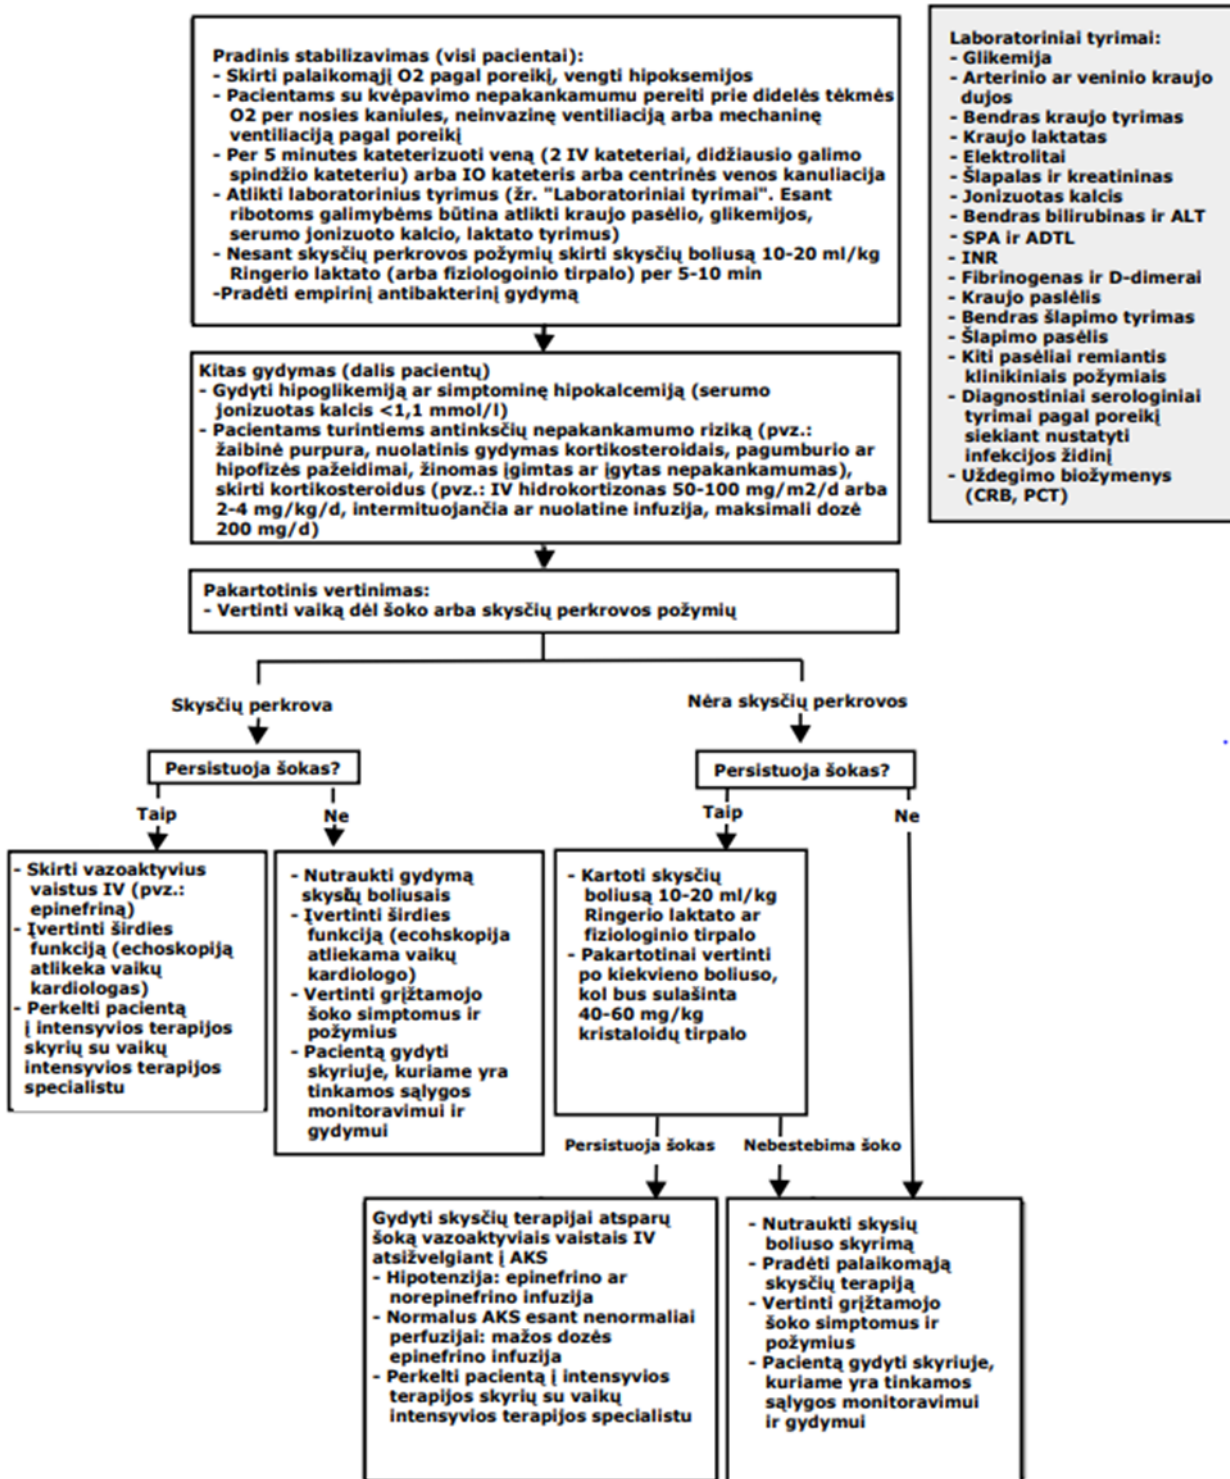 Pradinis stabilizavimas (visi pacientai):
- Skirti palaikomąjį O2 pagal poreikį, vengti hipoksemijos
- Pacientams su kvėpavimo nepakankamumu pereiti prie didelės tėkmės
O2 per nosies kaniules, neinvazinę ventiliaciją arba mechaninę
ventiliaciją pagal poreikį
- Per 5 minutes kateterizuoti veną (2 IV kateteriai, didžiausio galimo
spindžio kateteriu) arba IO kateteris arba centrinės venos kanuliacija
- Atlikti laboratorinius tyrimus (žr. "Laboratoriniai tyrimai". Esant
ribotoms galimybėms būtina atlikti kraujo pasėlio, glikemijos,
serumo jonizuoto kalcio, laktato tyrimus)
- Nesant skysčių perkrovos požymių skirti skysčių boliusą 10-20 ml/kg
Ringerio laktato (arba fiziologoinio tirpalo) per 5-10 min
-Pradėti empirinį antibakterinį gydymą
Laboratoriniai tyrimai:
- Glikemija
- Arterinio ar veninio kraujo
dujos
- Bendras kraujo tyrimas
- Kraujo laktatas
- Elektrolitai
- Šlapalas ir kreatininas
- Jonizuotas kalcis
- Bendras bilirubinas ir ALT
- SPA ir ADTL
- INR
- Fibrinogenas ir D-dimerai
- Kraujo paslėlis
- Bendras šlapimo tyrimas
- Šlapimo pasėlis
- Kiti pasėliai remiantis
klinikiniais požymiais
- Diagnostiniai serologiniai
tyrimai pagal poreikį
siekiant nustatyti
infekcijos židinį
- Uždegimo biožymenys
(CRB, PCT)
Kitas gydymas (dalis pacientų)
- Gydyti hipoglikemiją ar simptominę hipokalcemiją (serumo
jonizuotas kalcis <1,1 mmol/l)
- Pacientams turintiems antinksčių nepakankamumo riziką (pvz.:
žaibinė purpura, nuolatinis gydymas kortikosteroidais, pagumburio ar
hipofizės pažeidimai, žinomas įgimtas ar įgytas nepakankamumas),
skirti kortikosteroidus (pvz.: IV hidrokortizonas 50-100 mg/m2/d arba
2-4 mg/kg/d, intermituojančia ar nuolatine infuzija, maksimali dozė
200 mg/d)
Pakartotinis vertinimas:
- Vertinti vaiką dėl šoko arba skysčių perkrovos požymių
Skysčių perkrova
Nėra skysčių perkrovos
Persistuoja šokas?
Persistuoja šokas?
Taip
Ne
Taip
Ne
- Skirti vazoaktyvius
vaistus IV (pvz.:
epinefriną)
- Įvertinti širdies
funkciją (echoskopiją
atlikeka vaikų
kardiologas)
- Perkelti pacientą
į intensyvios terapijos
skyrių su vaikų
intensyvios terapijos
specialistu
- Nutraukti gydymą
skysčių boliusais
- Įvertinti širdies
funkciją (ecohskopija
atliekama vaikų
kardiologo)
- Vertinti grįžtamojo
šoko simptomus ir
požymius
- Pacientą gydyti
skyriuje, kuriame yra
tinkamos sąlygos
monitoravimui ir
gydymui
- Kartoti skysčių
boliusą 10-20 ml/kg
Ringerio laktato ar
fiziologinio tirpalo
- Pakartotinai vertinti
po kiekvieno boliuso,
kol bus sulašinta
40-60 mg/kg
kristaloidų tirpalo
Persistuoja šokas
Nebestebima šoko
Gydyti skysčių terapijai atsparų
šoką vazoaktyviais vaistais IV
atsižvelgiant į AKS
- Hipotenzija: epinefrino ar
norepinefrino infuzija
- Normalus AKS esant nenormaliai
perfuzijai: mažos dozės
epinefrino infuzija
- Perkelti pacientą į intensyvios
terapijos skyrių su vaikų
intensyvios terapijos specialistu
- Nutraukti skysių
boliuso skyrimą
- Pradėti palaikomąją
skysčių terapiją
- Vertinti grįžtamojo
šoko simptomus ir
požymius
- Pacientą gydyti skyriuje,
kuriame yra tinkamos
sąlygos monitoravimui
ir gydymui